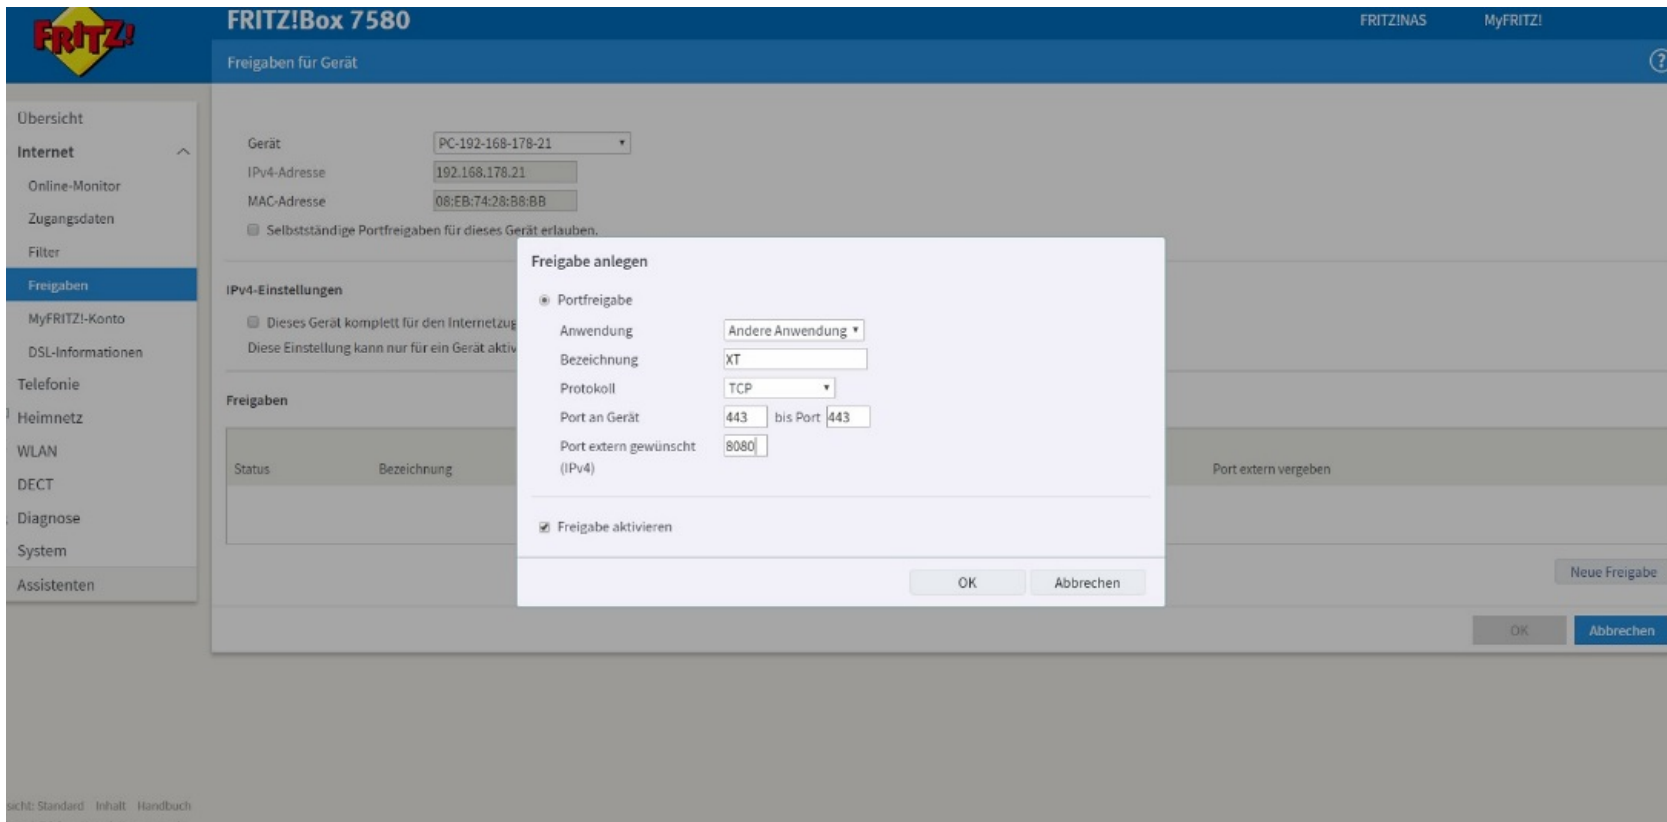 FRITZ!
FRITZ!Box 7580
FRITZ!NAS MyFRITZ!
Freigaben für Gerät
?
Übersicht
Internet
Online-Monitor
Zugangsdaten
Filter
Freigaben
MyFRITZ!-Konto
DSL-Informationen
Telefonie
Heimnetz
WLAN
DECT
Diagnose
System
Assistenten
Gerät PC-192-168-178-21
IPv4-Adresse 192.168.178.21
MAC-Adresse 08:EB:74:28:B8:BB
Selbstständige Portfreigaben für dieses Gerät erlauben.
IPv4-Einstellungen
Dieses Gerät komplett für den Internetzug
Diese Einstellung kann nur für ein Gerät aktiv
Freigaben
Status Bezeichnung Port extern vergeben
Neue Freigabe
OK Abbrechen
Freigabe anlegen
Portfreigabe
Anwendung Andere Anwendung
Bezeichnung XT
Protokoll TCP
Port an Gerät 443 bis Port 443
Port extern gewünscht 8080
(IPv4)
Freigabe aktivieren
OK Abbrechen
sicht: Standard Inhalt Handbuch